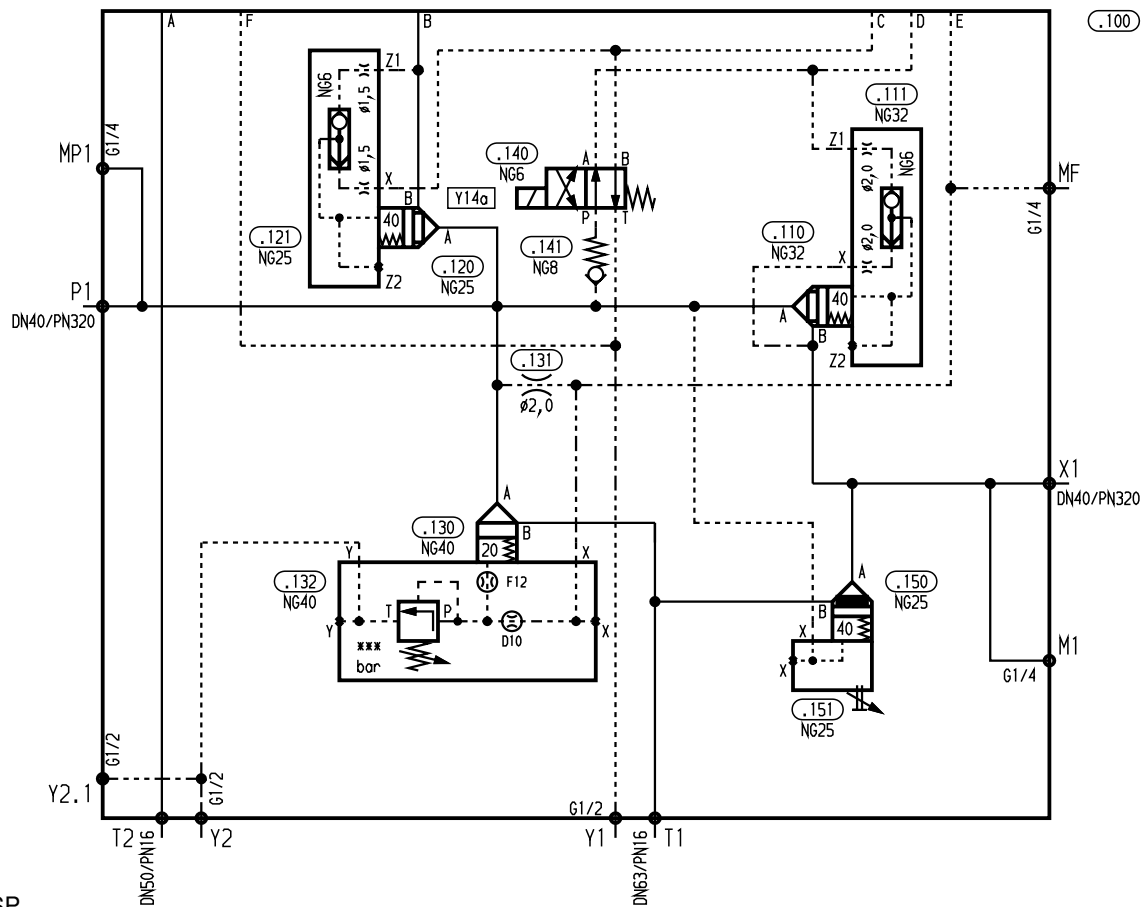 A F B C D E .100
Z1
NG6 ø1,5
.111
NG32
G1/4
MP1
ø1,5
.140
NG6
A B
Z1
ø2,0 NG6
X
B
Y14a
P T
MF
G1/4
40
A
.121
NG25
.120
NG25
Z2
.141
NG8
.110
NG32
X
ø2,0
P1
DN40/PN320
A
40
B
Z2
.131
ø2,0
X1
DN40/PN320
A
.130
NG40
B
20
Y X
.132
NG40
F12
T P
Y X
D10
***
bar
A
.150
NG25
B
40
X
X
M1
G1/4
.151
NG25
G1/2
Y2.1
G1/2
G1/2
T2 DN50/PN16 Y2 Y1 DN63/PN16 T1